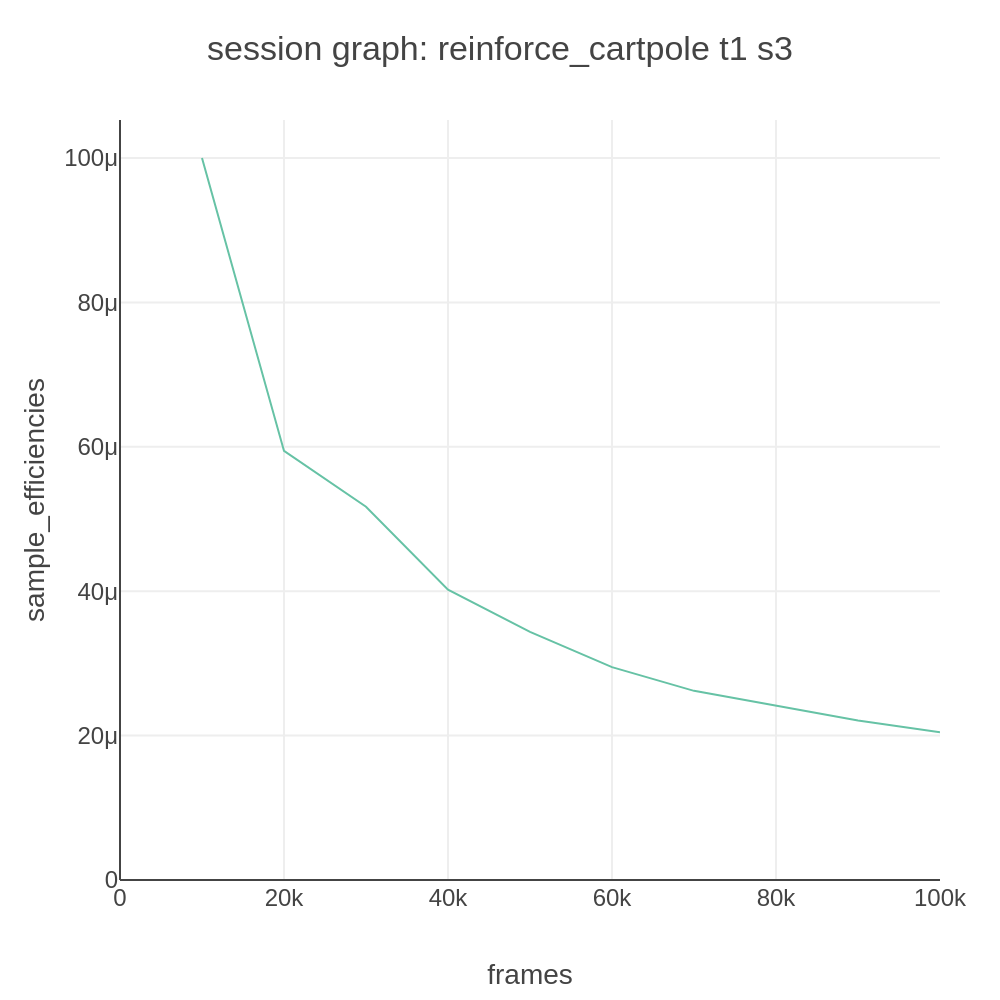 session graph: reinforce_cartpole t1 s3
sample_efficiencies
100μ
80μ
60μ
40μ
20μ
0
0
20k
40k
60k
80k
100k
frames